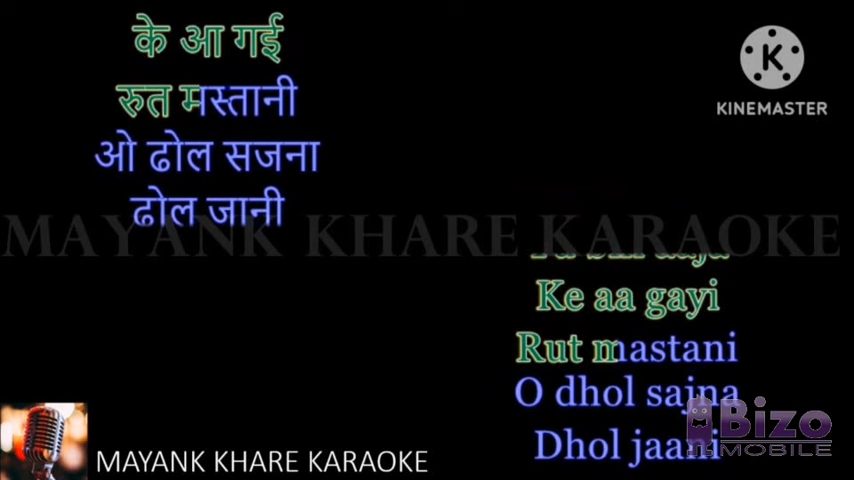 के आ गई
रुत मस्तानी
ओ ढोल सजना
ढोल जानी
KINEMASTER
MAYANK KHARE KARAOKE
Ke aa gayi
Rut mastani
O dhol sajna
Dhol jaani
Bizo
MOBILE
MAYANK KHARE KARAOKE